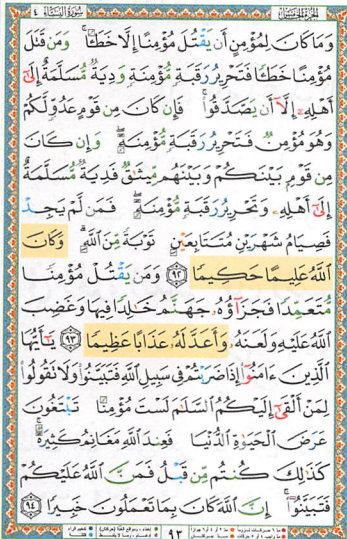 الجزء الخامس سورة النساء ٤
وَمَا كَانَ لِمُؤْمِنٍ أَن يَقْتُلَ مُؤْمِنًا إِلَّا خَطَـًٔا ۚ وَمَن قَتَلَ
مُؤْمِنًا خَطَـًٔا فَتَحْرِيرُ رَقَبَةٍ مُّؤْمِنَةٍ وَدِيَةٌ مُّسَلَّمَةٌ إِلَىٰٓ
أَهْلِهِۦٓ إِلَّآ أَن يَصَّدَّقُوا۟ ۚ فَإِن كَانَ مِن قَوْمٍ عَدُوٍّ لَّكُمْ
وَهُوَ مُؤْمِنٌ فَتَحْرِيرُ رَقَبَةٍ مُّؤْمِنَةٍ ۖ وَإِن كَانَ
مِن قَوْمٍۭ بَيْنَكُمْ وَبَيْنَهُم مِّيثَـٰقٌ فَدِيَةٌ مُّسَلَّمَةٌ
إِلَىٰٓ أَهْلِهِۦ وَتَحْرِيرُ رَقَبَةٍ مُّؤْمِنَةٍ ۖ فَمَن لَّمْ يَجِدْ
فَصِيَامُ شَهْرَيْنِ مُتَتَابِعَيْنِ تَوْبَةً مِّنَ ٱللَّهِ ۗ وَكَانَ
ٱللَّهُ عَلِيمًا حَكِيمًا ٩٢ وَمَن يَقْتُلْ مُؤْمِنًا
مُّتَعَمِّدًا فَجَزَآؤُهُۥ جَهَنَّمُ خَـٰلِدًا فِيهَا وَغَضِبَ
ٱللَّهُ عَلَيْهِ وَلَعَنَهُۥ وَأَعَدَّ لَهُۥ عَذَابًا عَظِيمًا ٩٣ يَـٰٓأَيُّهَا
ٱلَّذِينَ ءَامَنُوٓا۟ إِذَا ضَرَبْتُمْ فِى سَبِيلِ ٱللَّهِ فَتَبَيَّنُوا۟ وَلَا تَقُولُوا۟
لِمَنْ أَلْقَىٰٓ إِلَيْكُمُ ٱلسَّلَـٰمَ لَسْتَ مُؤْمِنًا تَبْتَغُونَ
عَرَضَ ٱلْحَيَوٰةِ ٱلدُّنْيَا فَعِندَ ٱللَّهِ مَغَانِمُ كَثِيرَةٌ ۚ
كَذَٰلِكَ كُنتُم مِّن قَبْلُ فَمَنَّ ٱللَّهُ عَلَيْكُمْ
فَتَبَيَّنُوٓا۟ ۚ إِنَّ ٱللَّهَ كَانَ بِمَا تَعْمَلُونَ خَبِيرًا ٩٤
٩٣